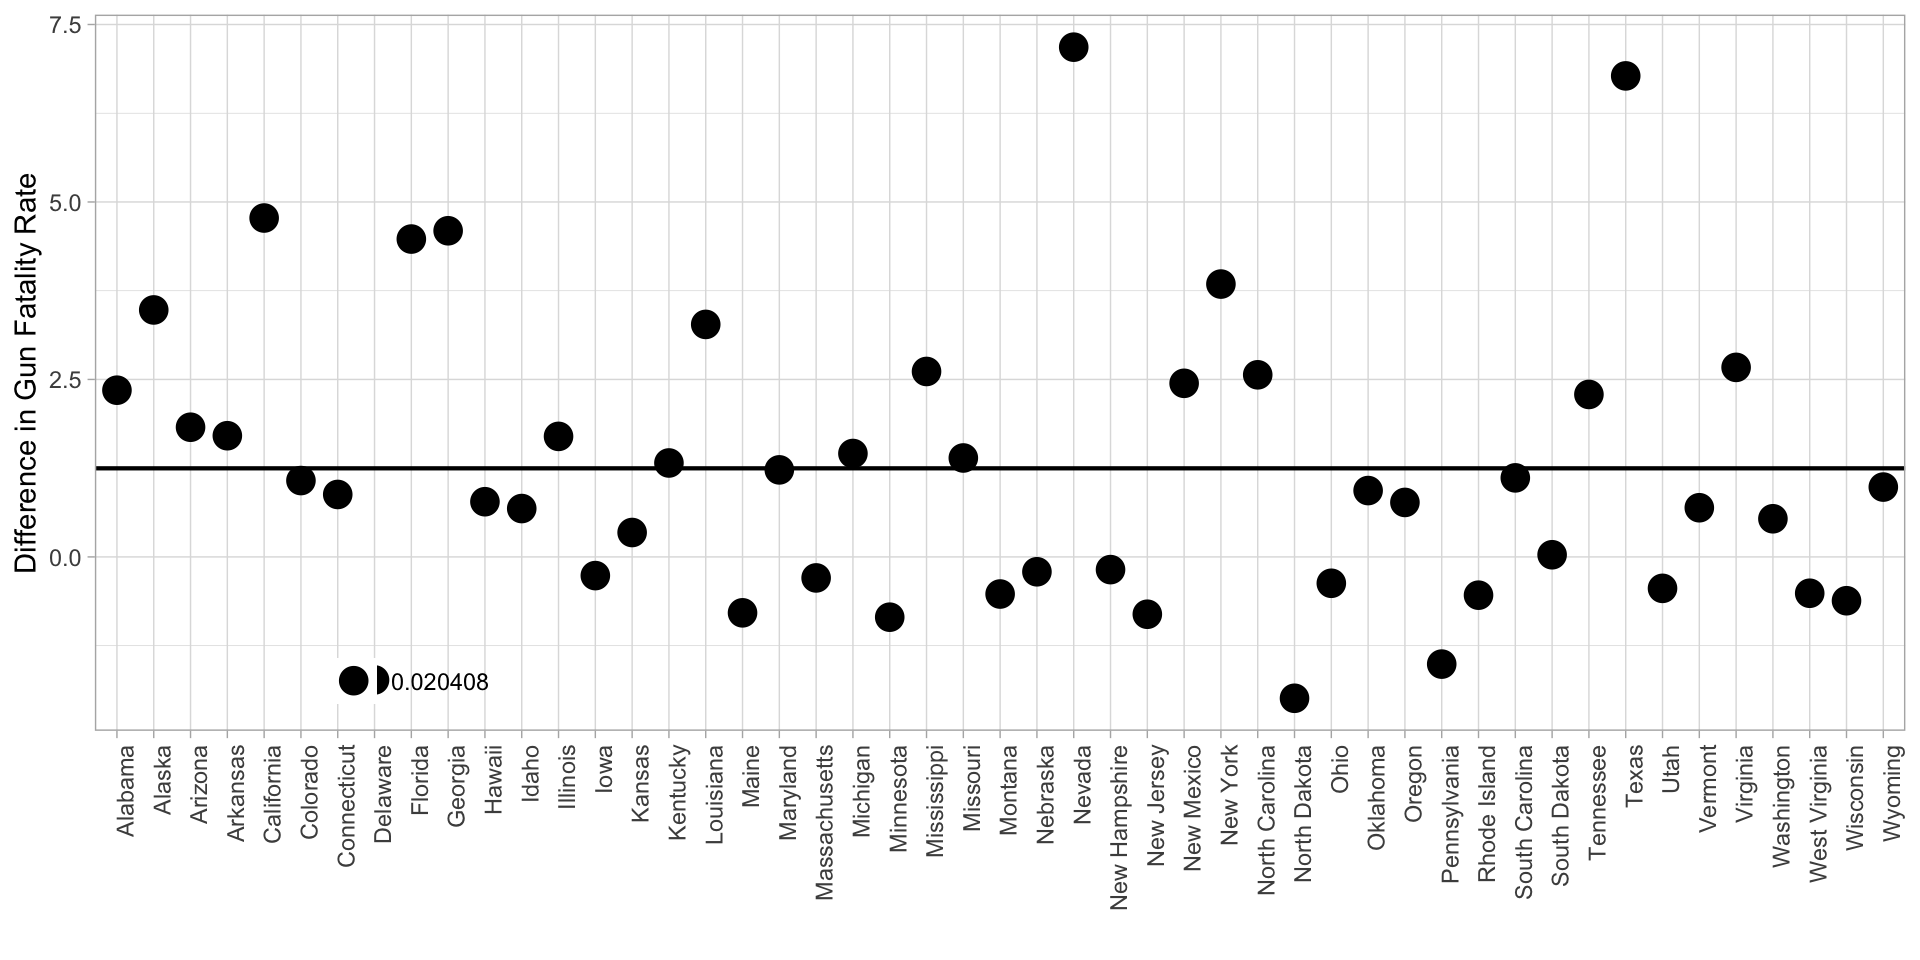 Difference in Gun Fatality Rate
7.5
5.0
2.5
0.0
0.020408
Alabama
Alaska
Arizona
Arkansas
California
Colorado
Connecticut
Delaware
Florida
Georgia
Hawaii
Idaho
Illinois
Iowa
Kansas
Kentucky
Louisiana
Maine
Maryland
Massachusetts
Michigan
Minnesota
Mississippi
Missouri
Montana
Nebraska
Nevada
New Hampshire
New Jersey
New Mexico
New York
North Carolina
North Dakota
Ohio
Oklahoma
Oregon
Pennsylvania
Rhode Island
South Carolina
South Dakota
Tennessee
Texas
Utah
Vermont
Virginia
Washington
West Virginia
Wisconsin
Wyoming